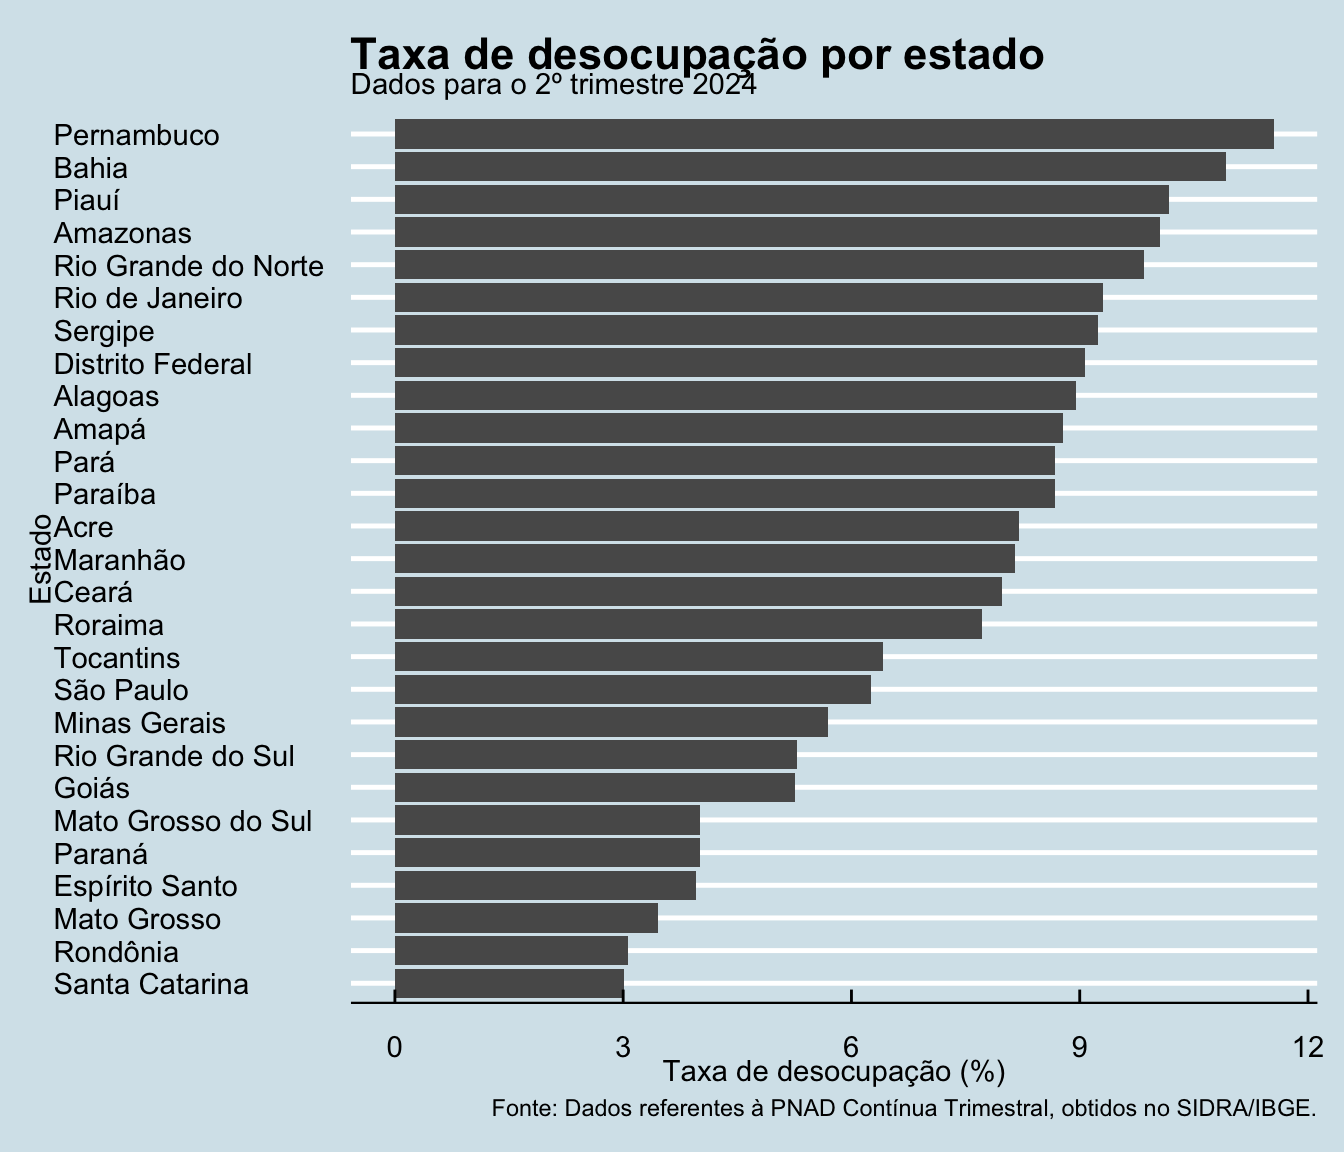 Taxa de desocupação por estado
Dados para o 2º trimestre 2024
Estado
Pernambuco
Bahia
Piauí
Amazonas
Rio Grande do Norte
Rio de Janeiro
Sergipe
Distrito Federal
Alagoas
Amapá
Pará
Paraíba
Acre
Maranhão
Ceará
Roraima
Tocantins
São Paulo
Minas Gerais
Rio Grande do Sul
Goiás
Mato Grosso do Sul
Paraná
Espírito Santo
Mato Grosso
Rondônia
Santa Catarina
0 3 6 9 12
Taxa de desocupação (%)
Fonte: Dados referentes à PNAD Contínua Trimestral, obtidos no SIDRA/IBGE.